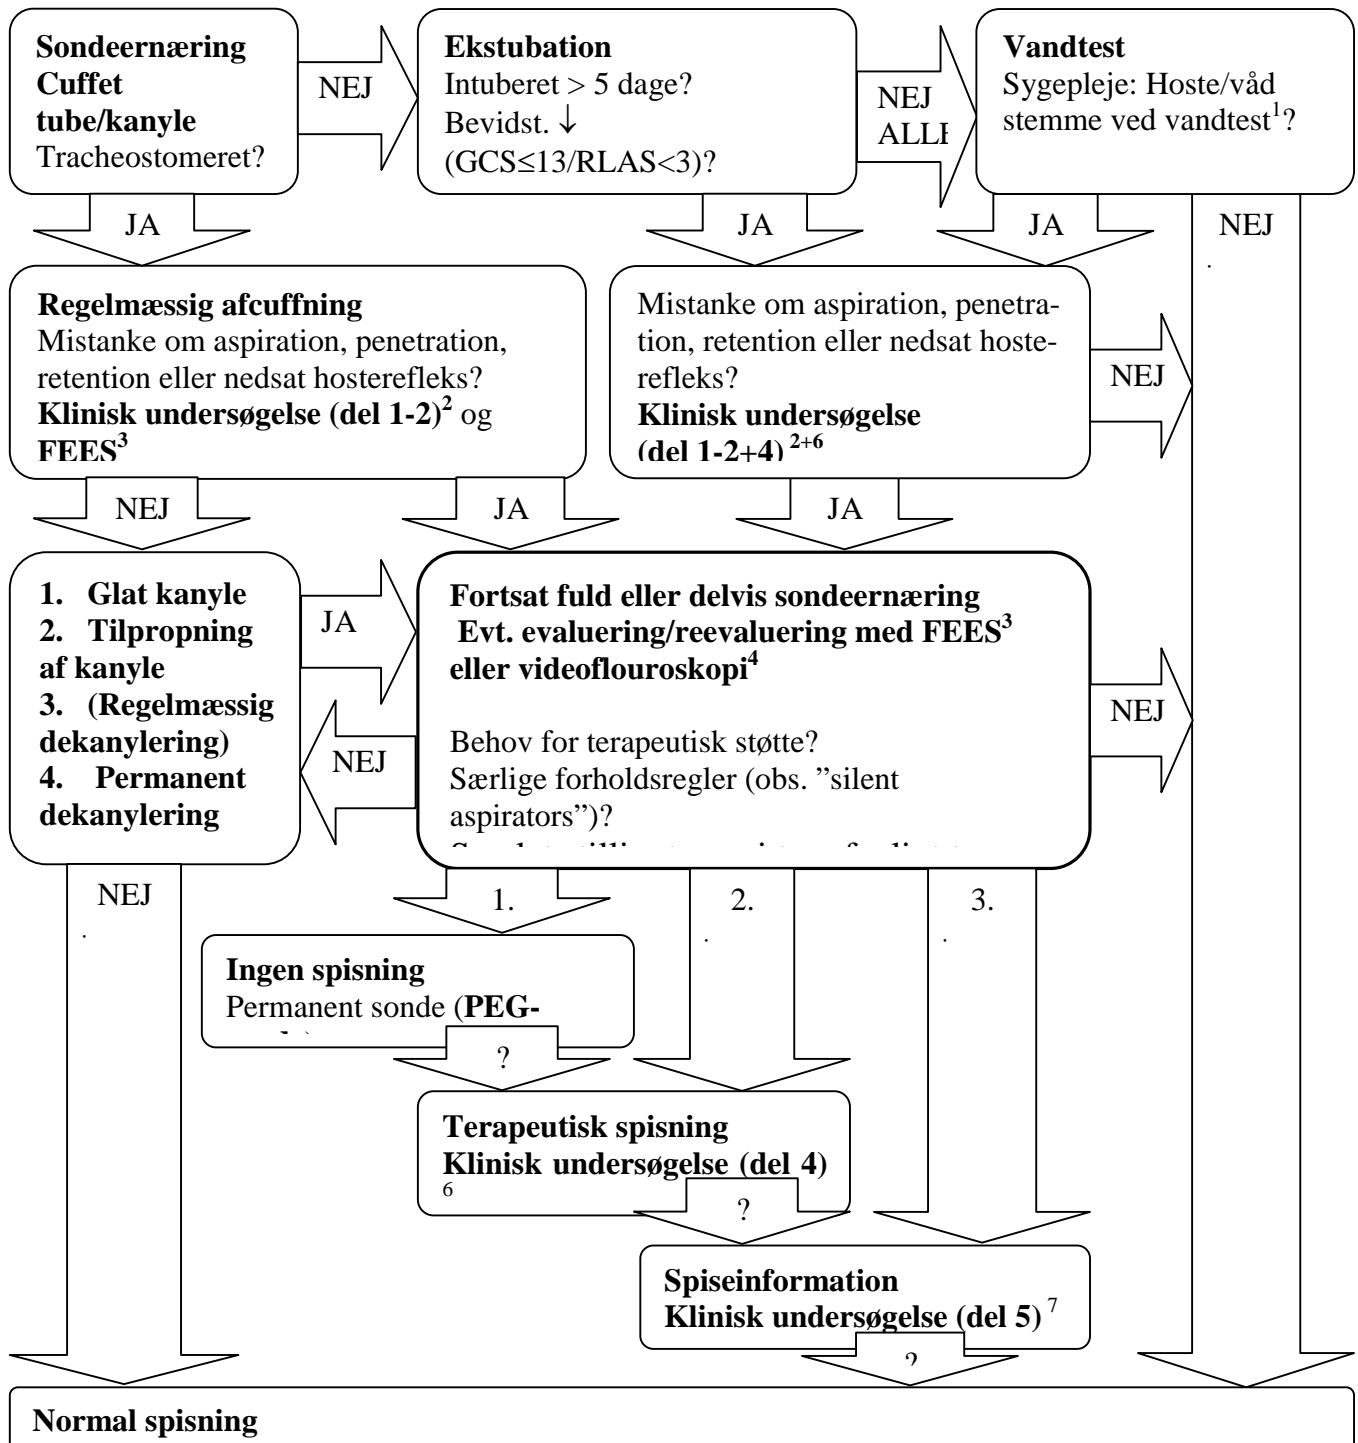 Sondeernæring
Cuffet
tube/kanyle
Tracheostomeret?
NEJ
Ekstubation
Intuberet > 5 dage?
Bevidst. ↓
(GCS≤13/RLAS<3)?
NEJ
ALLE
Vandtest
Sygepleje: Hoste/våd
stemme ved vandtest¹?
JA
JA
JA
NEJ
.
Regelmæssig afcuffning
Mistanke om aspiration, penetration,
retention eller nedsat hosterefleks?
Klinisk undersøgelse (del 1-2)² og
FEES³
Mistanke om aspiration, penetra-
tion, retention eller nedsat hoste-
refleks?
Klinisk undersøgelse
(del 1-2+4) ²⁺⁶
NEJ
NEJ
JA
JA
1. Glat kanyle
2. Tilpropning
af kanyle
3. (Regelmæssig
dekanylering)
4. Permanent
dekanylering
JA
NEJ
Fortsat fuld eller delvis sondeernæring
Evt. evaluering/reevaluering med FEES³
eller videoflouroskopi⁴
Behov for terapeutisk støtte?
Særlige forholdsregler (obs. ”silent
aspirators”)?
NEJ
NEJ
.
1.
2.
.
3.
.
Ingen spisning
Permanent sonde (PEG-
?
Terapeutisk spisning
Klinisk undersøgelse (del 4)
⁶
?
Spiseinformation
Klinisk undersøgelse (del 5) ⁷
?
Normal spisning